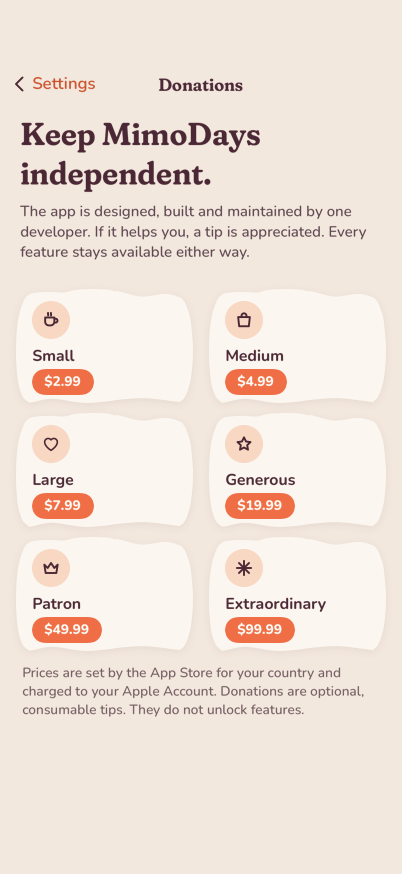 Settings
Donations
Keep MimoDays
independent.
The app is designed, built and maintained by one
developer. If it helps you, a tip is appreciated. Every
feature stays available either way.
Small
$2.99
Medium
$4.99
Large
$7.99
Generous
$19.99
Patron
$49.99
Extraordinary
$99.99
Prices are set by the App Store for your country and
charged to your Apple Account. Donations are optional,
consumable tips. They do not unlock features.